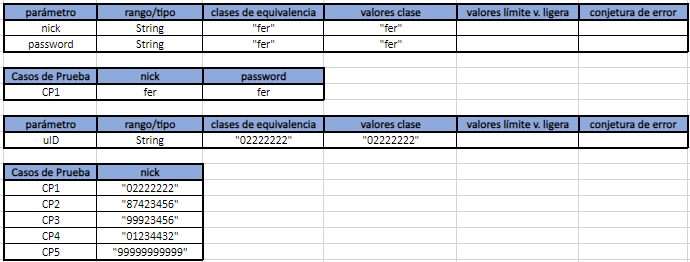 parámetro rango/tipo clases de equivalencia valores clase valores límite v. ligera conjetura de error
nick String "fer" "fer"
password String "fer" "fer"
Casos de Prueba nick password
CP1 fer fer
parámetro rango/tipo clases de equivalencia valores clase valores límite v. ligera conjetura de error
uID String "02222222" "02222222"
Casos de Prueba nick
CP1 "02222222"
CP2 "87423456"
CP3 "99923456"
CP4 "01234432"
CP5 "99999999999"